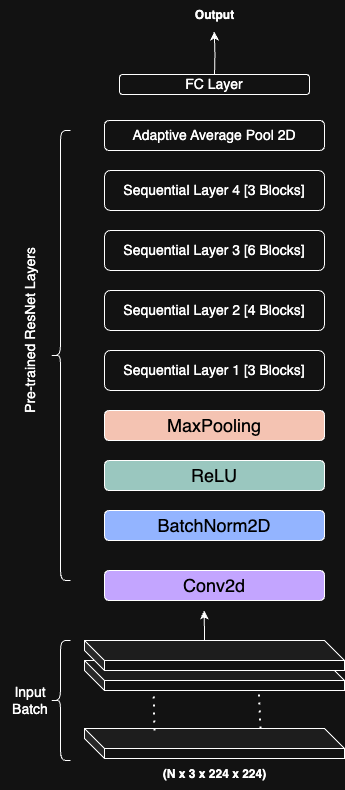 Output
FC Layer
Adaptive Average Pool 2D
Sequential Layer 4 [3 Blocks]
Sequential Layer 3 [6 Blocks]
Sequential Layer 2 [4 Blocks]
Sequential Layer 1 [3 Blocks]
Pre-trained ResNet Layers
MaxPooling
ReLU
BatchNorm2D
Conv2d
Input
Batch
(N x 3 x 224 x 224)